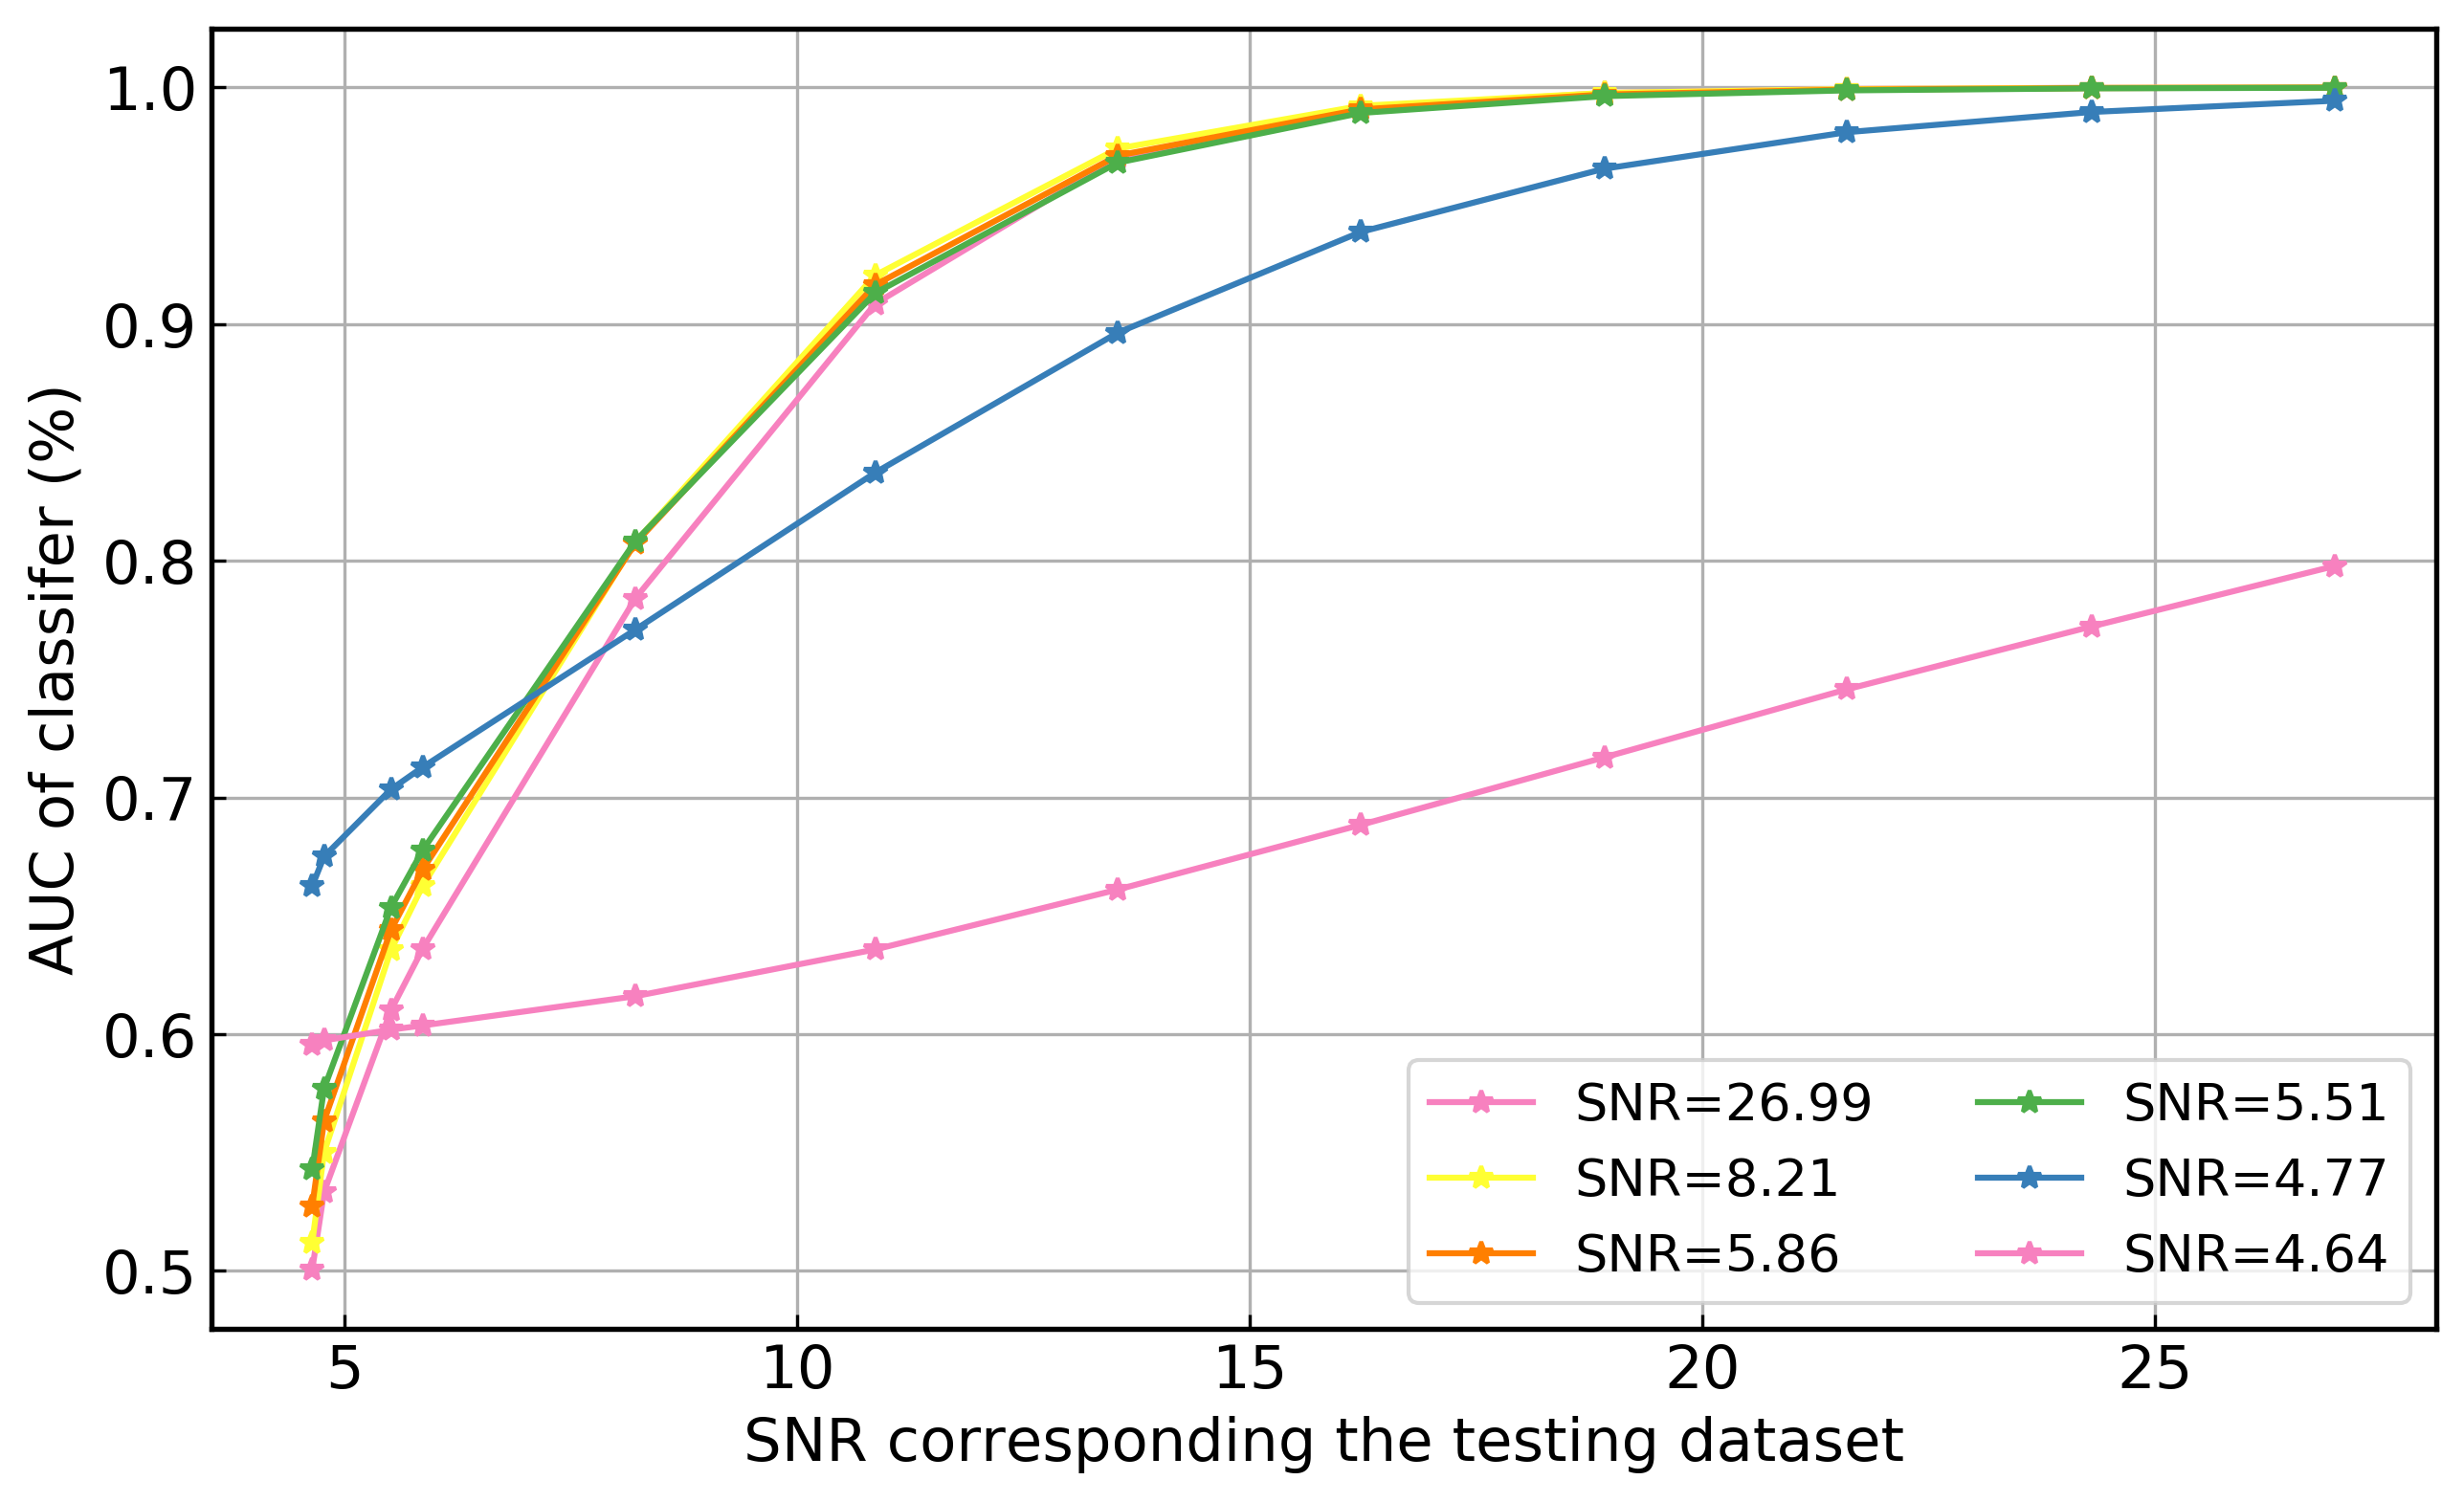 1.0
0.9
0.8
0.7
0.6
0.5
AUC of classifer (%)
SNR=26.99
SNR=8.21
SNR=5.86
SNR=5.51
SNR=4.77
SNR=4.64
5 10 15 20 25
SNR corresponding the testing dataset